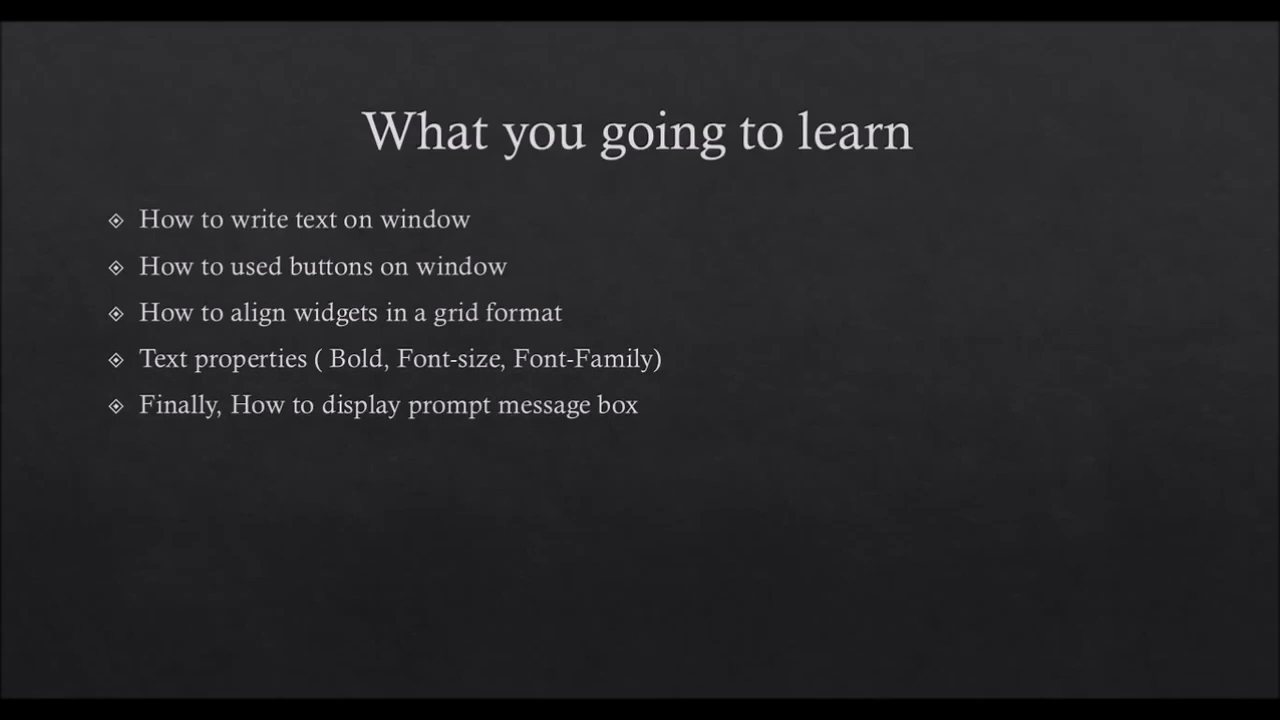 What you going to learn
How to write text on window
How to used buttons on window
How to align widgets in a grid format
Text properties ( Bold, Font-size, Font-Family)
Finally, How to display prompt message box